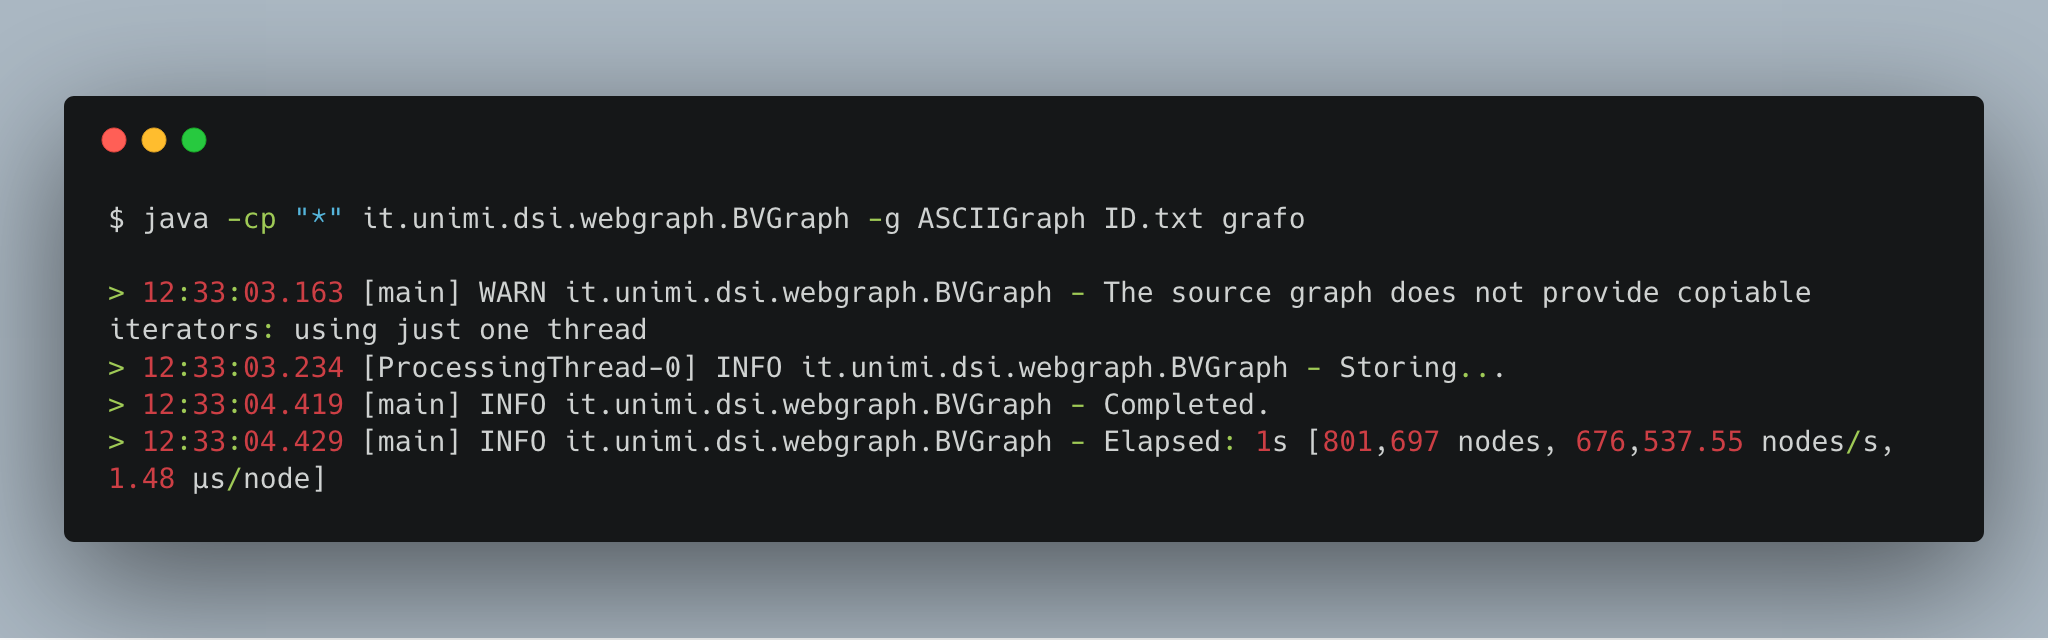 $ java -cp "*" it.unimi.dsi.webgraph.BVGraph -g ASCIIGraph ID.txt grafo
> 12:33:03.163 [main] WARN it.unimi.dsi.webgraph.BVGraph - The source graph does not provide copiable
iterators: using just one thread
> 12:33:03.234 [ProcessingThread-0] INFO it.unimi.dsi.webgraph.BVGraph - Storing...
> 12:33:04.419 [main] INFO it.unimi.dsi.webgraph.BVGraph - Completed.
> 12:33:04.429 [main] INFO it.unimi.dsi.webgraph.BVGraph - Elapsed: 1s [801,697 nodes, 676,537.55 nodes/s,
1.48 μs/node]